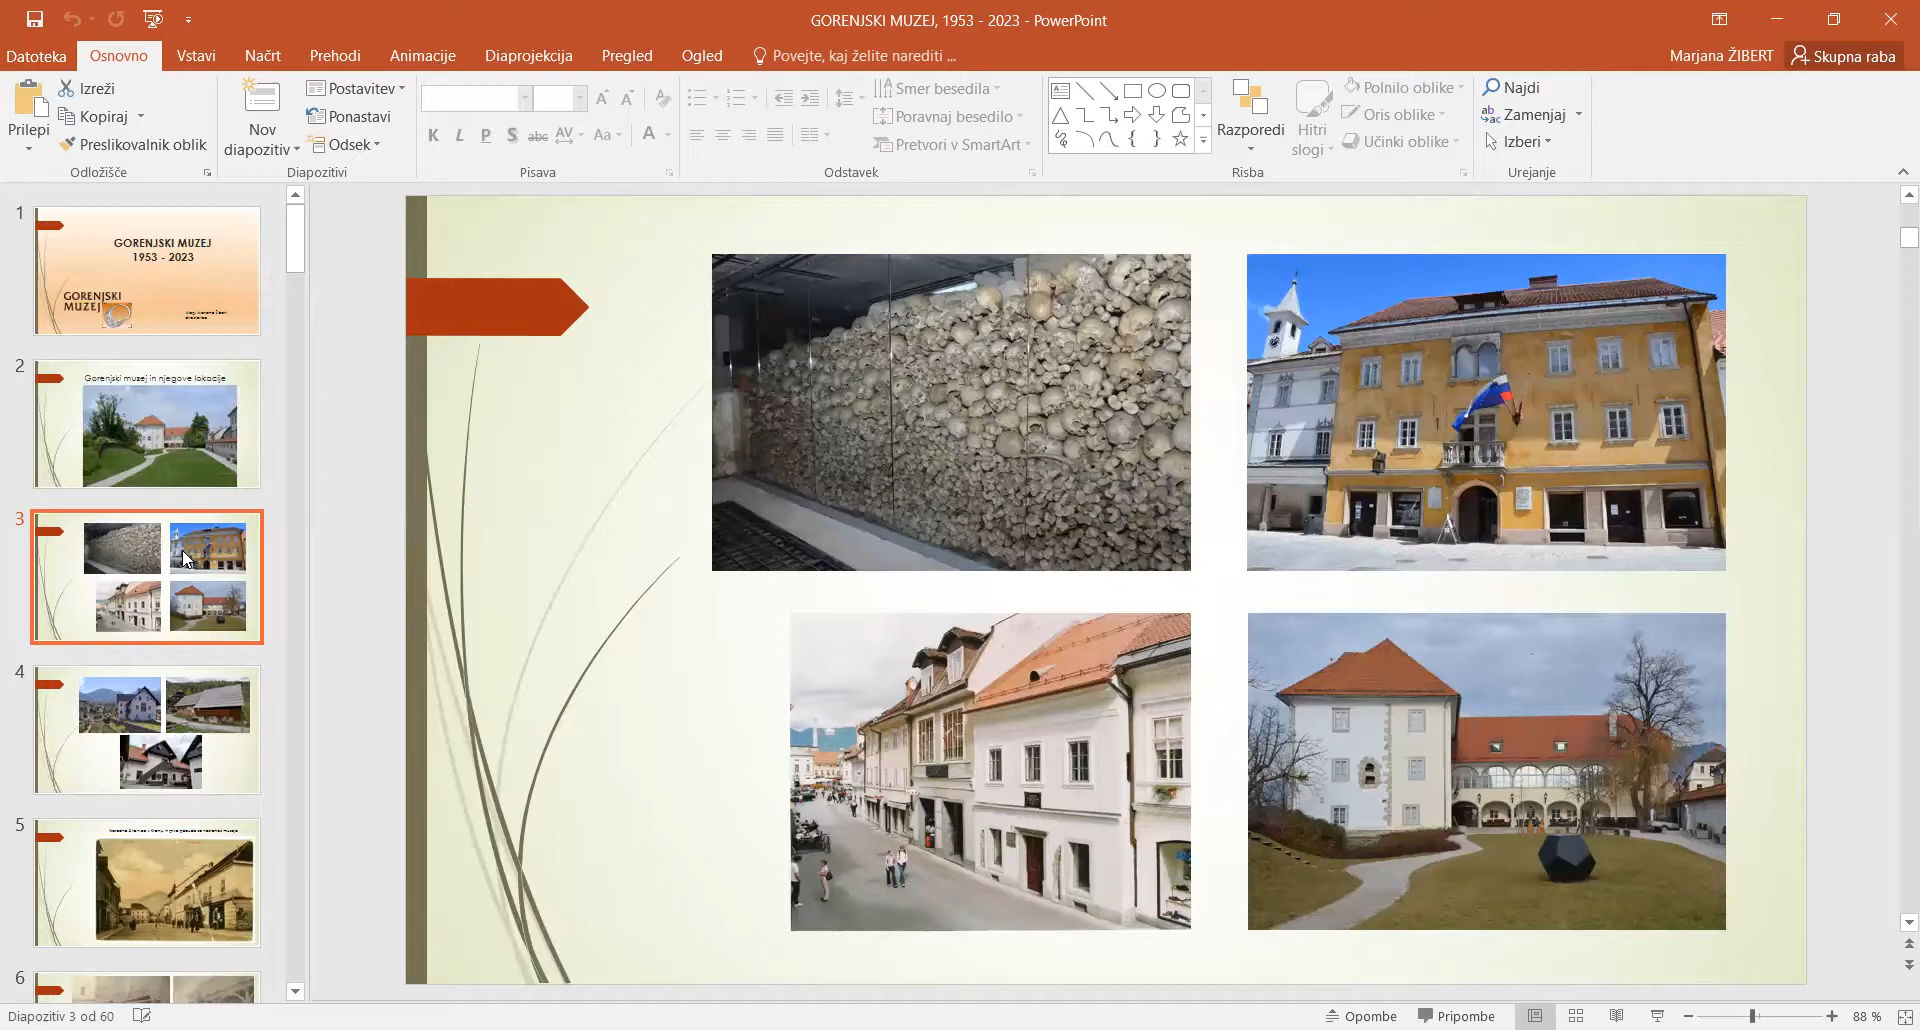 GORENJSKI MUZEJ, 1953 - 2023 - PowerPoint
Datoteka Osnovno Vstavi Načrt Prehodi Animacije Diaprojekcija Pregled Ogled Povejte, kaj želite narediti ... Marjana ŽIBERT Skupna raba
Prilepi
Izreži
Kopiraj
Preslikovalnik oblik
Odložišče
Nov
diapozitiv
Postavitev
Ponastavi
Odsek
Diapozitivi
K L P S abc AV Aa A
Pisava
Smer besedila
Poravnaj besedilo
Pretvori v SmartArt
Odstavek
Razporedi
Hitri
slogi
Polnilo oblike
Oris oblike
Učinki oblike
Risba
Najdi
Zamenjaj
Izberi
Urejanje
1
GORENJSKI MUZEJ
1953 - 2023
GORENJSKI
MUZEJ
2
Gorenjski muzej in njegove lokacije
3
4
5
6
Diapozitiv 3 od 60
Opombe
Pripombe
88 %